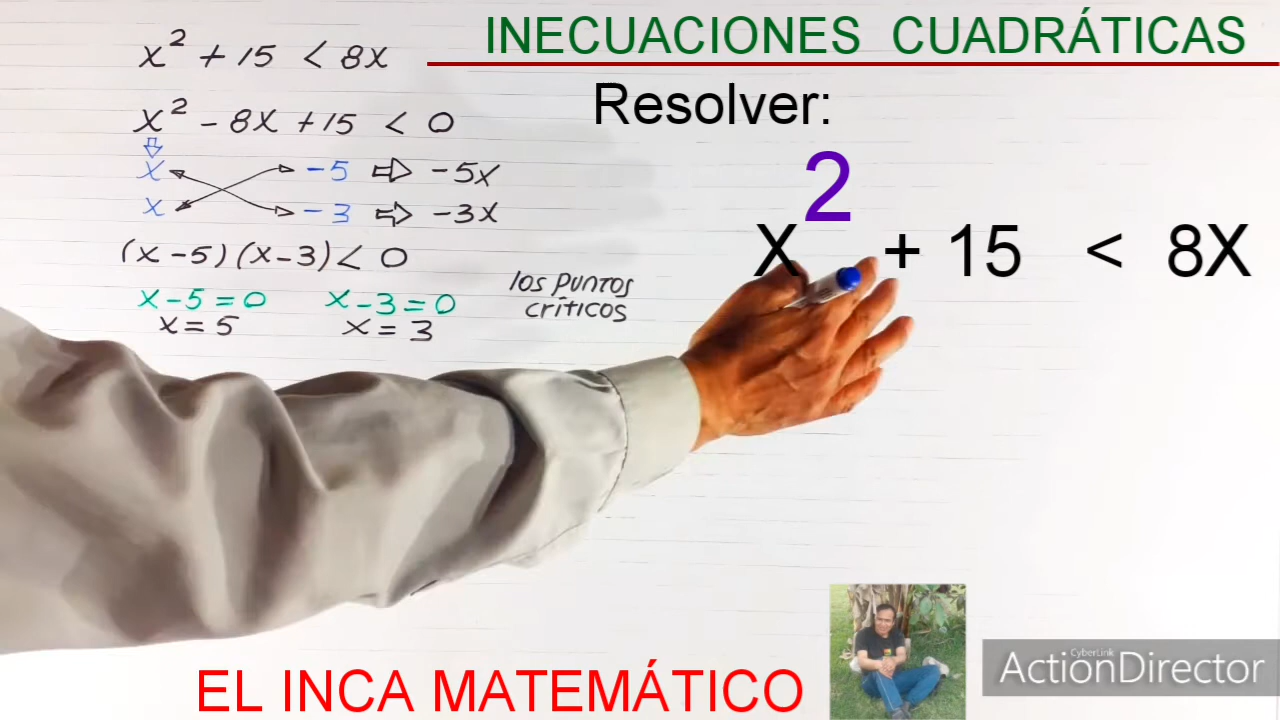 INECUACIONES CUADRÁTICAS
Resolver:
x² + 15 < 8x
x² - 8x + 15 < 0
x -5 ⇨ -5x
x -3 ⇨ -3x
(x-5)(x-3) < 0
x-5=0 x-3=0
x=5 x=3
los puntos
críticos
X² + 15 < 8X
EL INCA MATEMÁTICO
CyberLink
ActionDirector